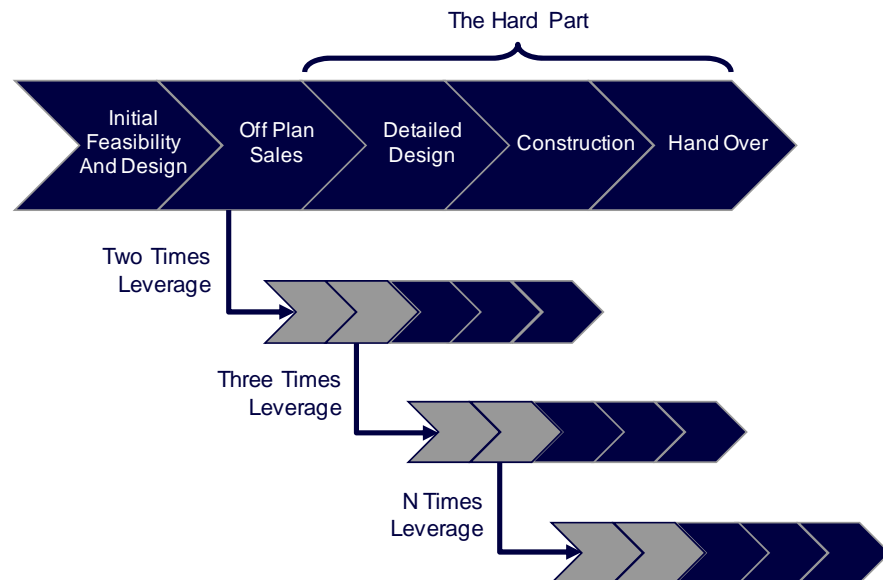 The Hard Part
Initial
Feasibility
And Design
Off Plan
Sales
Detailed
Design
Construction
Hand Over
Two Times
Leverage
Three Times
Leverage
N Times
Leverage